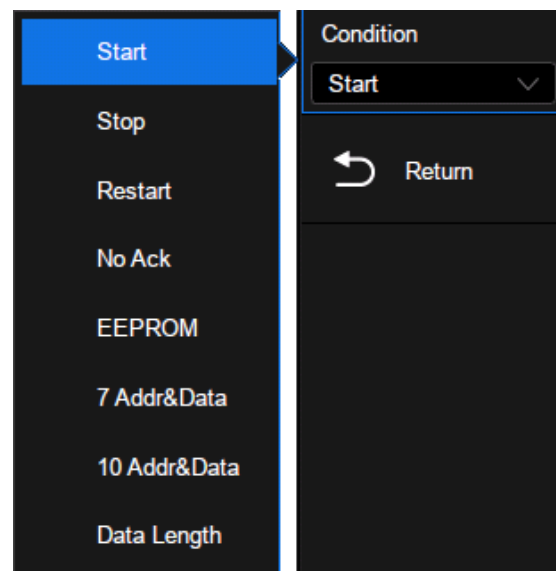 Start
Stop
Restart
No Ack
EEPROM
7 Addr&Data
10 Addr&Data
Data Length
Condition
Start
Return